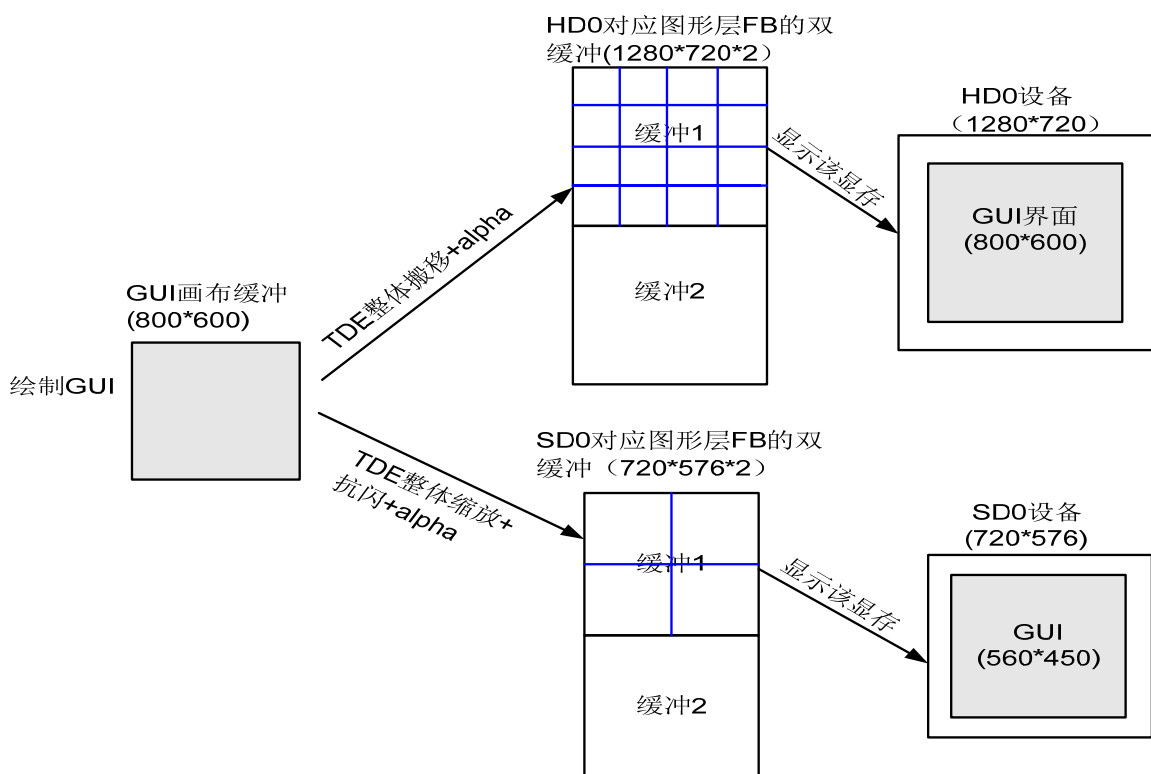 HD0对应图形层FB的双
缓冲(1280*720*2）
缓冲1
缓冲2
显示该显存
HD0设备
（1280*720）
GUI界面
(800*600)
TDE整体搬移+alpha
GUI画布缓冲
(800*600)
绘制GUI
TDE整体缩放+
抗闪+alpha
SD0对应图形层FB的双
缓冲（720*576*2）
缓冲1
缓冲2
显示该显存
SD0设备
(720*576)
GUI
(560*450)